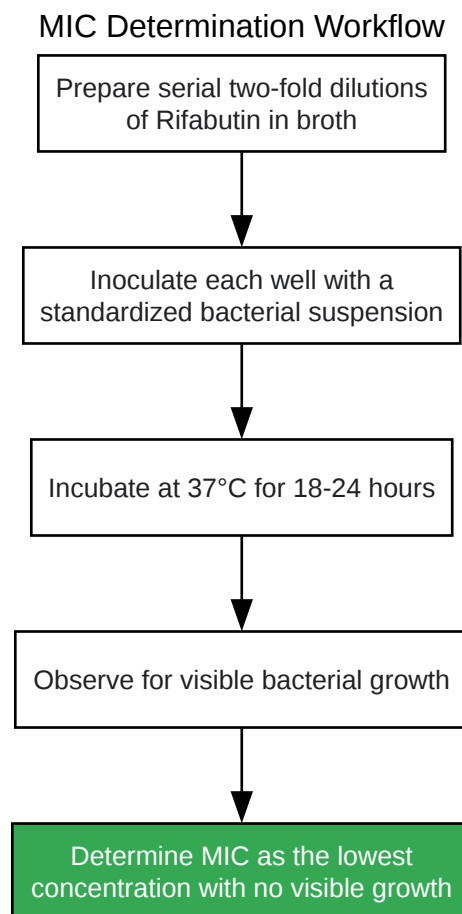 MIC Determination Workflow
Prepare serial two-fold dilutions
of Rifabutin in broth
Inoculate each well with a
standardized bacterial suspension
Incubate at 37°C for 18-24 hours
Observe for visible bacterial growth
Determine MIC as the lowest
concentration with no visible growth